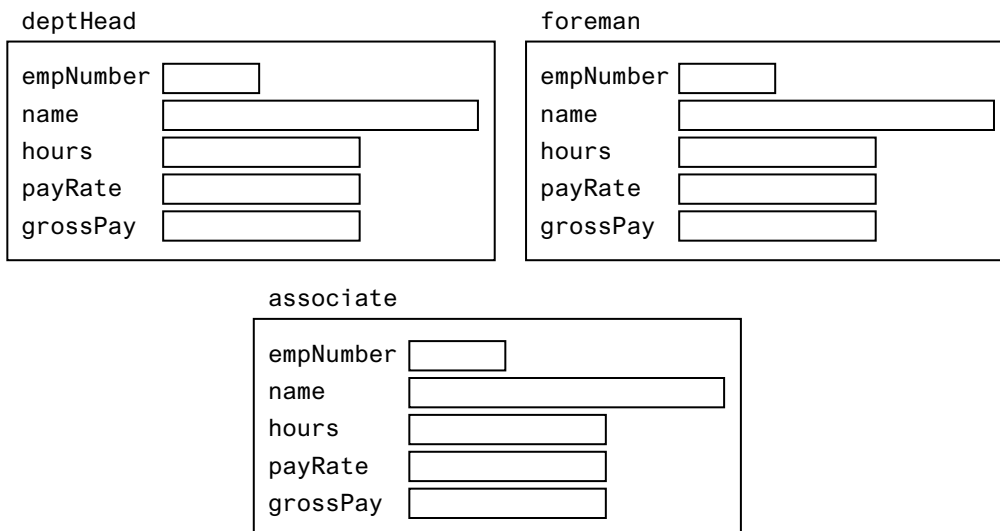 deptHead
empNumber
name
hours
payRate
grossPay
foreman
empNumber
name
hours
payRate
grossPay
associate
empNumber
name
hours
payRate
grossPay